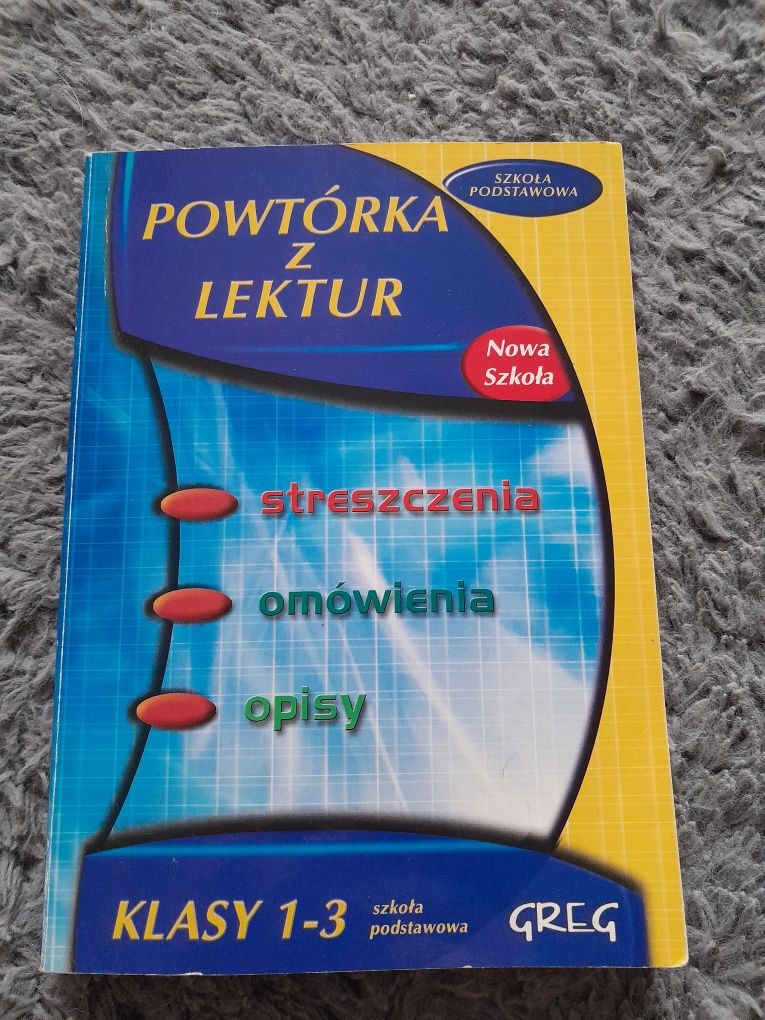 SZKOŁA
PODSTAWOWA
POWTÓRKA
Z
LEKTUR
Nowa
Szkoła
streszczenia
omówienia
opisy
KLASY 1-3
szkoła
podstawowa
GREG